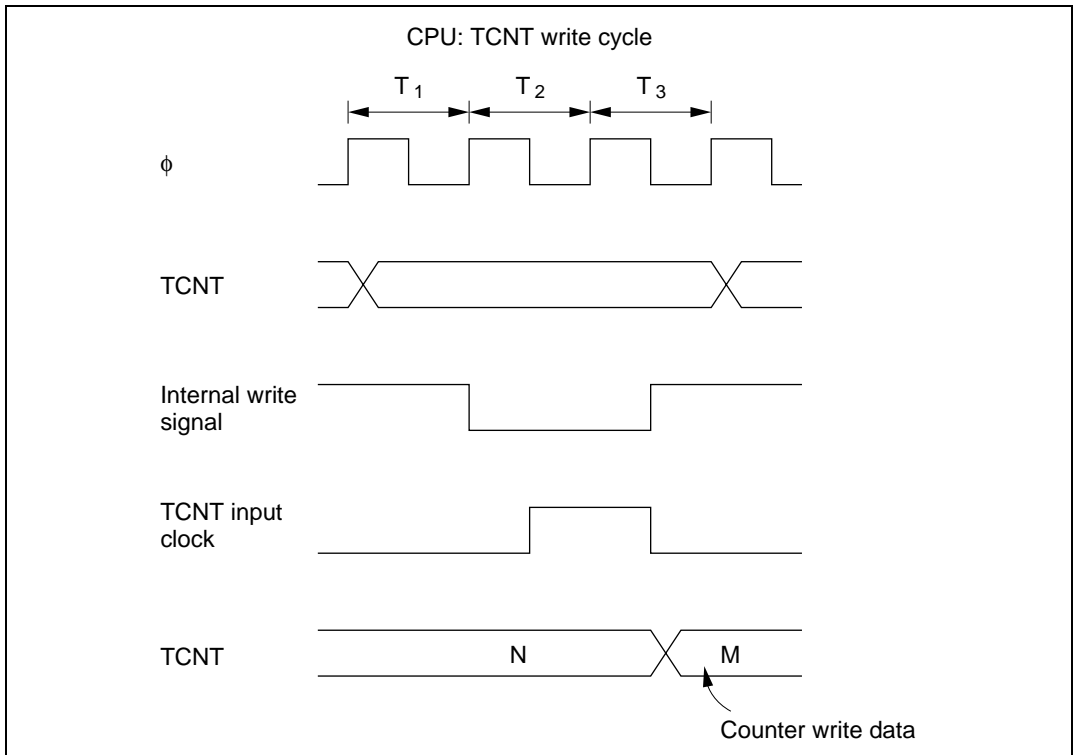 CPU: TCNT write cycle
T1 T2 T3
ϕ
TCNT
Internal write
signal
TCNT input
clock
TCNT
N M
Counter write data